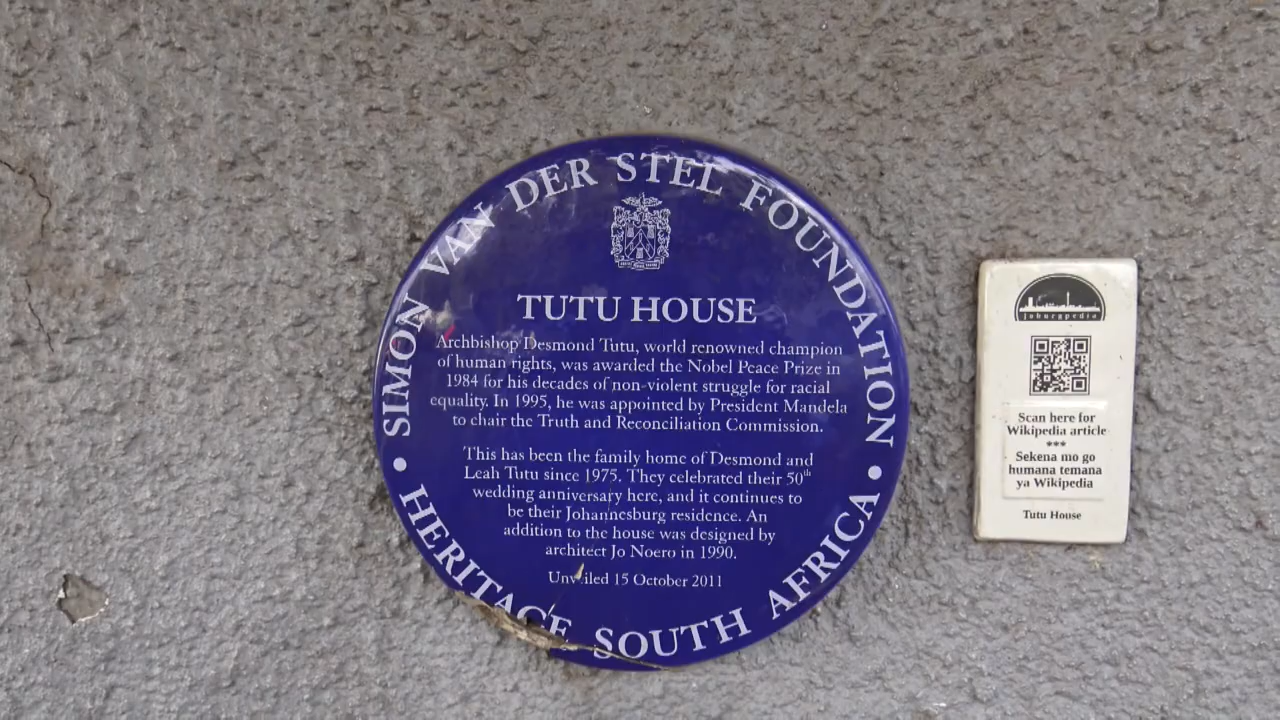 SIMON VAN DER STEL FOUNDATION
TUTU HOUSE
Archbishop Desmond Tutu, world renowned champion
of human rights, was awarded the Nobel Peace Prize in
1984 for his decades of non-violent struggle for racial
equality. In 1995, he was appointed by President Mandela
to chair the Truth and Reconciliation Commission.
This has been the family home of Desmond and
Leah Tutu since 1975. They celebrated their 50th
wedding anniversary here, and it continues to
be their Johannesburg residence. An
addition to the house was designed by
architect Jo Noero in 1990.
Unveiled 15 October 2011
• HERITAGE SOUTH AFRICA •
Joburgpedia
Scan here for
Wikipedia article
***
Sekena mo go
humana temana
ya Wikipedia
Tutu House